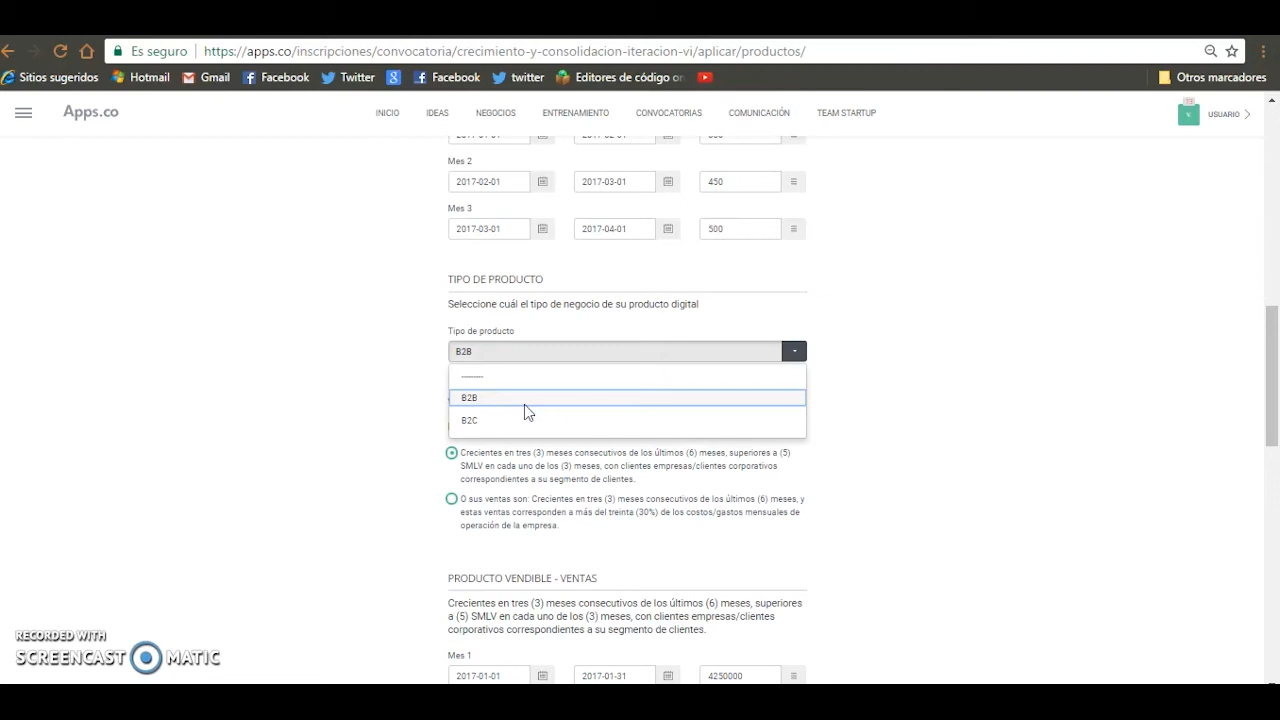 Es seguro https://apps.co/inscripciones/convocatoria/crecimiento-y-consolidacion-iteracion-vi/aplicar/productos/
Sitios sugeridos Hotmail Gmail Facebook Twitter Facebook twitter Editores de código on Otros marcadores
Apps.co INICIO IDEAS NEGOCIOS ENTRENAMIENTO CONVOCATORIAS COMUNICACIÓN TEAM STARTUP USUARIO
Mes 2
2017-02-01 2017-03-01 450
Mes 3
2017-03-01 2017-04-01 500
TIPO DE PRODUCTO
Seleccione cuál el tipo de negocio de su producto digital
Tipo de producto
B2B
---------
B2B
B2C
Crecientes en tres (3) meses consecutivos de los últimos (6) meses, superiores a (5)
SMLV en cada uno de los (3) meses, con clientes empresas/clientes corporativos
correspondientes a su segmento de clientes.
O sus ventas son: Crecientes en tres (3) meses consecutivos de los últimos (6) meses, y
estas ventas corresponden a más del treinta (30%) de los costos/gastos mensuales de
operación de la empresa.
PRODUCTO VENDIBLE - VENTAS
Crecientes en tres (3) meses consecutivos de los últimos (6) meses, superiores
a (5) SMLV en cada uno de los (3) meses, con clientes empresas/clientes
corporativos correspondientes a su segmento de clientes.
Mes 1
2017-01-01 2017-01-31 4250000
RECORDED WITH
SCREENCAST MATIC